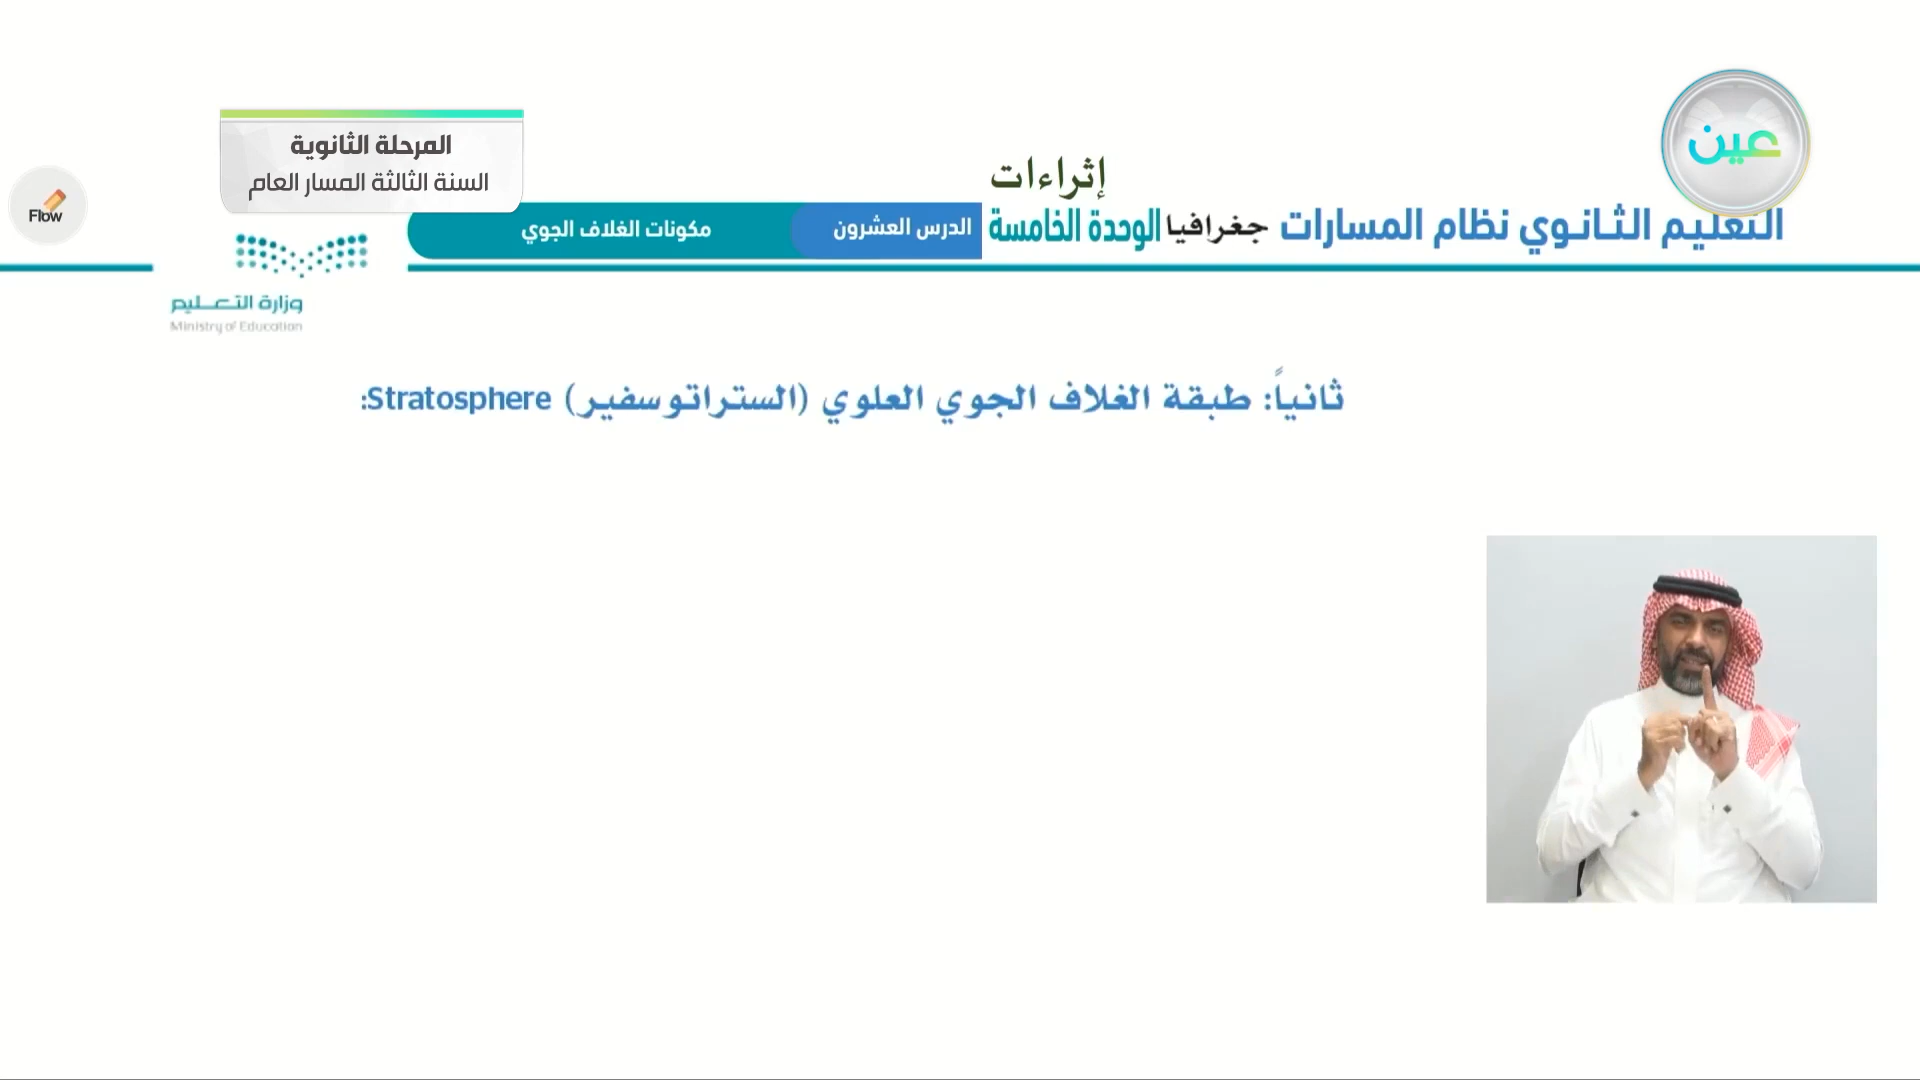 عين
المرحلة الثانوية
السنة الثالثة المسار العام
Flow
إثراءات
التعليم الثانوي نظام المسارات جغرافيا الوحدة الخامسة الدرس العشرون مكونات الغلاف الجوي
وزارة التعليم
Ministry of Education
ثانياً: طبقة الغلاف الجوي العلوي (الستراتوسفير) Stratosphere: